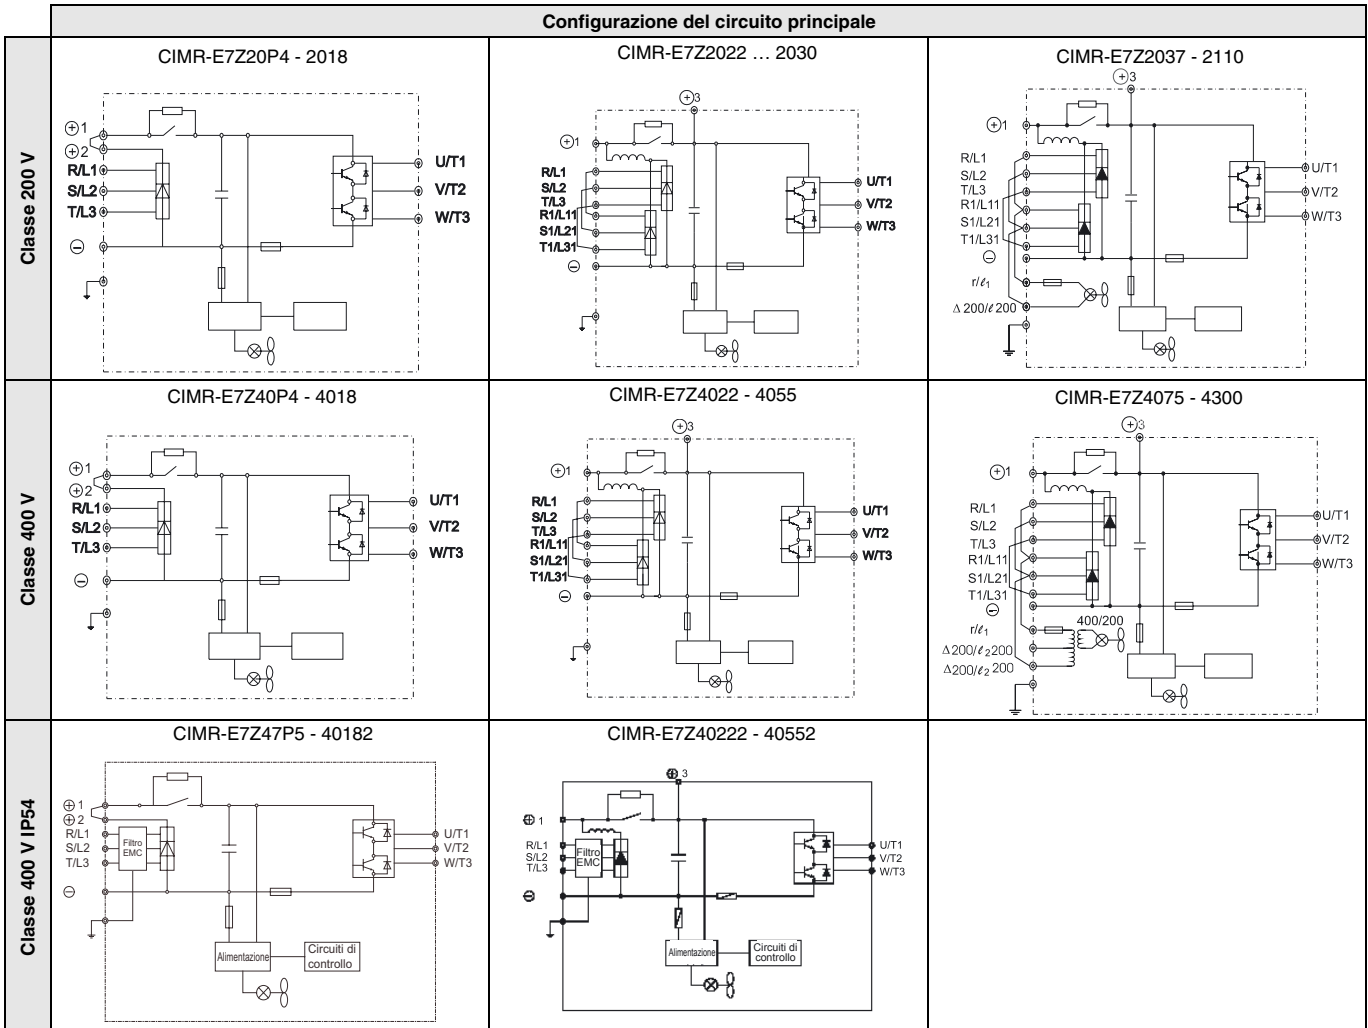 Configurazione del circuito principale
Classe 200 V
CIMR-E7Z20P4 - 2018
⊕1
⊕2
R/L1
S/L2
T/L3
⊖
U/T1
V/T2
W/T3
CIMR-E7Z2022 … 2030
⊕3
⊕1
R/L1
S/L2
T/L3
R1/L11
S1/L21
T1/L31
⊖
U/T1
V/T2
W/T3
CIMR-E7Z2037 - 2110
⊕3
⊕1
R/L1
S/L2
T/L3
R1/L11
S1/L21
T1/L31
⊖
r/ℓ1
Δ200/ℓ200
U/T1
V/T2
W/T3
Classe 400 V
CIMR-E7Z40P4 - 4018
⊕1
⊕2
R/L1
S/L2
T/L3
⊖
U/T1
V/T2
W/T3
CIMR-E7Z4022 - 4055
⊕3
⊕1
R/L1
S/L2
T/L3
R1/L11
S1/L21
T1/L31
⊖
U/T1
V/T2
W/T3
CIMR-E7Z4075 - 4300
⊕3
⊕1
R/L1
S/L2
T/L3
R1/L11
S1/L21
T1/L31
⊖
r/ℓ1
400/200
Δ200/ℓ2200
Δ200/ℓ2200
U/T1
V/T2
W/T3
Classe 400 V IP54
CIMR-E7Z47P5 - 40182
⊕1
⊕2
R/L1
S/L2
T/L3
Filtro
EMC
⊖
U/T1
V/T2
W/T3
Alimentazione
Circuiti di
controllo
CIMR-E7Z40222 - 40552
⊕3
⊕1
R/L1
S/L2
T/L3
Filtro
EMC
⊖
U/T1
V/T2
W/T3
Alimentazione
Circuiti di
controllo